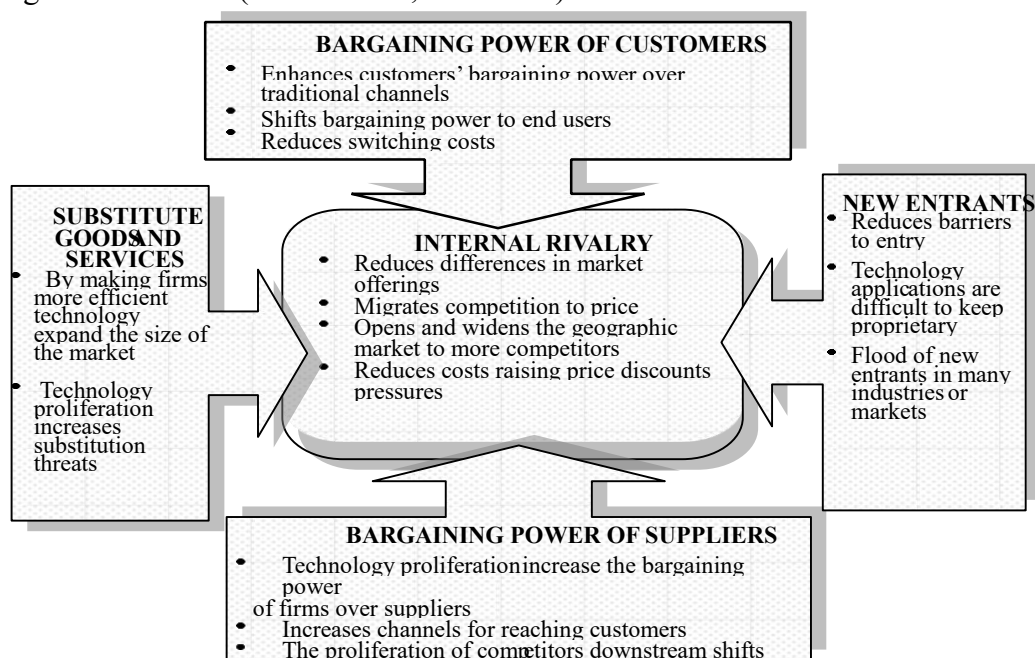 BARGAINING POWER OF CUSTOMERS
• Enhances customers' bargaining power over
traditional channels
• Shifts bargaining power to end users
• Reduces switching costs
SUBSTITUTE
GOODS AND
SERVICES
• By making firms
more efficient
technology
expand the size of
the market
• Technology
proliferation
increases
substitution
threats
INTERNAL RIVALRY
• Reduces differences in market
offerings
• Migrates competition to price
• Opens and widens the geographic
market to more competitors
• Reduces costs raising price discounts
pressures
NEW ENTRANTS
• Reduces barriers
to entry
• Technology
applications are
difficult to keep
proprietary
• Flood of new
entrants in many
industries or
markets
BARGAINING POWER OF SUPPLIERS
• Technology proliferation increase the bargaining
power
of firms over suppliers
• Increases channels for reaching customers
• The proliferation of competitors downstream shifts